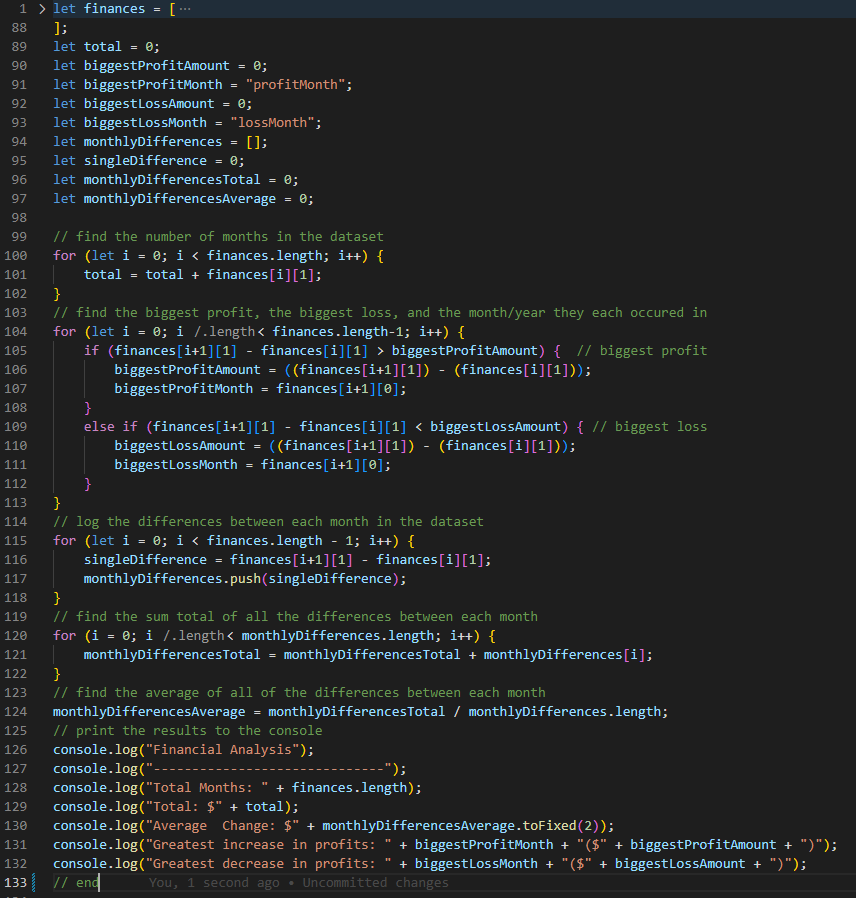 1 > let finances = [ ...
88 ];
89 let total = 0;
90 let biggestProfitAmount = 0;
91 let biggestProfitMonth = "profitMonth";
92 let biggestLossAmount = 0;
93 let biggestLossMonth = "lossMonth";
94 let monthlyDifferences = [];
95 let singleDifference = 0;
96 let monthlyDifferencesTotal = 0;
97 let monthlyDifferencesAverage = 0;
98
99 // find the number of months in the dataset
100 for (let i = 0; i < finances.length; i++) {
101     total = total + finances[i][1];
102 }
103 // find the biggest profit, the biggest loss, and the month/year they each occured in
104 for (let i = 0; i /.length< finances.length-1; i++) {
105     if (finances[i+1][1] - finances[i][1] > biggestProfitAmount) {  // biggest profit
106         biggestProfitAmount = ((finances[i+1][1]) - (finances[i][1]));
107         biggestProfitMonth = finances[i+1][0];
108     }
109     else if (finances[i+1][1] - finances[i][1] < biggestLossAmount) { // biggest loss
110         biggestLossAmount = ((finances[i+1][1]) - (finances[i][1]));
111         biggestLossMonth = finances[i+1][0];
112     }
113 }
114 // log the differences between each month in the dataset
115 for (let i = 0; i < finances.length - 1; i++) {
116     singleDifference = finances[i+1][1] - finances[i][1];
117     monthlyDifferences.push(singleDifference);
118 }
119 // find the sum total of all the differences between each month
120 for (i = 0; i /.length< monthlyDifferences.length; i++) {
121     monthlyDifferencesTotal = monthlyDifferencesTotal + monthlyDifferences[i];
122 }
123 // find the average of all of the differences between each month
124 monthlyDifferencesAverage = monthlyDifferencesTotal / monthlyDifferences.length;
125 // print the results to the console
126 console.log("Financial Analysis");
127 console.log("------------------------------");
128 console.log("Total Months: " + finances.length);
129 console.log("Total: $" + total);
130 console.log("Average  Change: $" + monthlyDifferencesAverage.toFixed(2));
131 console.log("Greatest increase in profits: " + biggestProfitMonth + "($" + biggestProfitAmount + ")");
132 console.log("Greatest decrease in profits: " + biggestLossMonth + "($" + biggestLossAmount + ")");
133 // end You, 1 second ago • Uncommitted changes